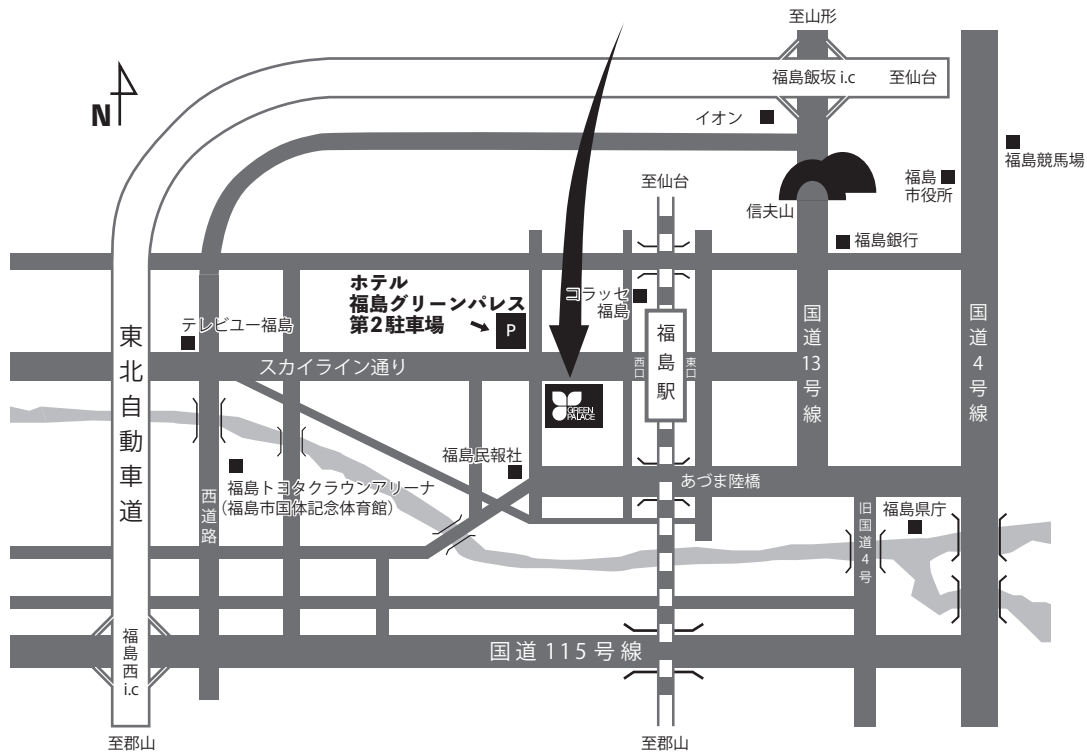 至山形
福島飯坂 i.c
至仙台
N
イオン
福島競馬場
福島
市役所
至仙台
信夫山
福島銀行
ホテル
福島グリーンパレス
第2駐車場
P
コラッセ
福島
テレビユー福島
東北自動車道
スカイライン通り
西口
福島駅
東口
国道13号線
国道4号線
GREEN
PALACE
福島民報社
あづま陸橋
福島トヨタクラウンアリーナ
(福島市国体記念体育館)
西道路
旧国道4号
福島県庁
福島西
i.c
国道115号線
至郡山
至郡山